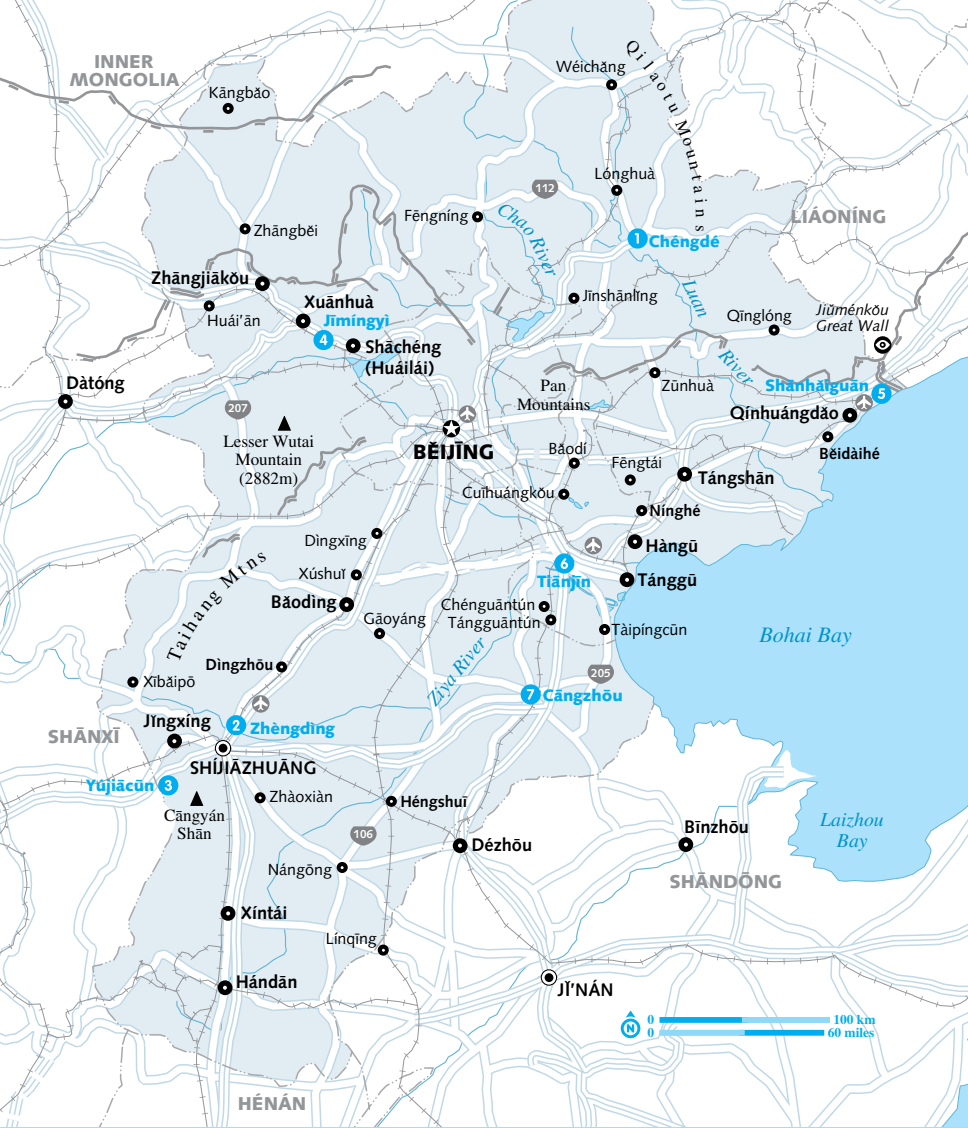 INNER
MONGOLIA
Kāngbǎo
Wéichǎng
Qilaotu Mountains
Lónghuà
112
Fēngníng
Chao River
LIÁONÍNG
Zhāngběi
1 Chéngdé
Zhāngjiākǒu
Luan
River
Jīnshānlǐng
Xuānhuà
Huái’ān
Jīmíngyì
4
Jiǔménkǒu
Great Wall
Qīnglóng
Shāchéng
(Huáilái)
Dàtóng
Pan
Mountains
Zūnhuà
Shānhǎiguān
5
207
Qínhuángdǎo
Lesser Wutai
Mountain
(2882m)
BĚIJĪNG
Běidàihé
Bǎodí
Fēngtái
Tángshān
Cuīhuángkǒu
Nínghé
Dìngxīng
Hàngū
Taihang Mtns
Xúshuǐ
6
Tiānjīn
Tánggū
Bǎodìng
Chénguāntún
Gāoyáng
Tángguāntún
Tàipíngcūn
Bohai Bay
Dìngzhōu
Ziya River
205
Xībǎipō
7 Cāngzhōu
Jǐngxíng
2 Zhèngdìng
SHĀNXĪ
SHÍJIĀZHUĀNG
Yújiācūn 3
Zhàoxiàn
Héngshuǐ
Cāngyán
Shān
Laizhou
Bay
106
Bīnzhōu
Dézhōu
Nángōng
SHĀNDŌNG
Xíntái
Línqīng
Hándān
JǏ’NÁN
N
0 100 km
0 60 miles
HÉNÁN